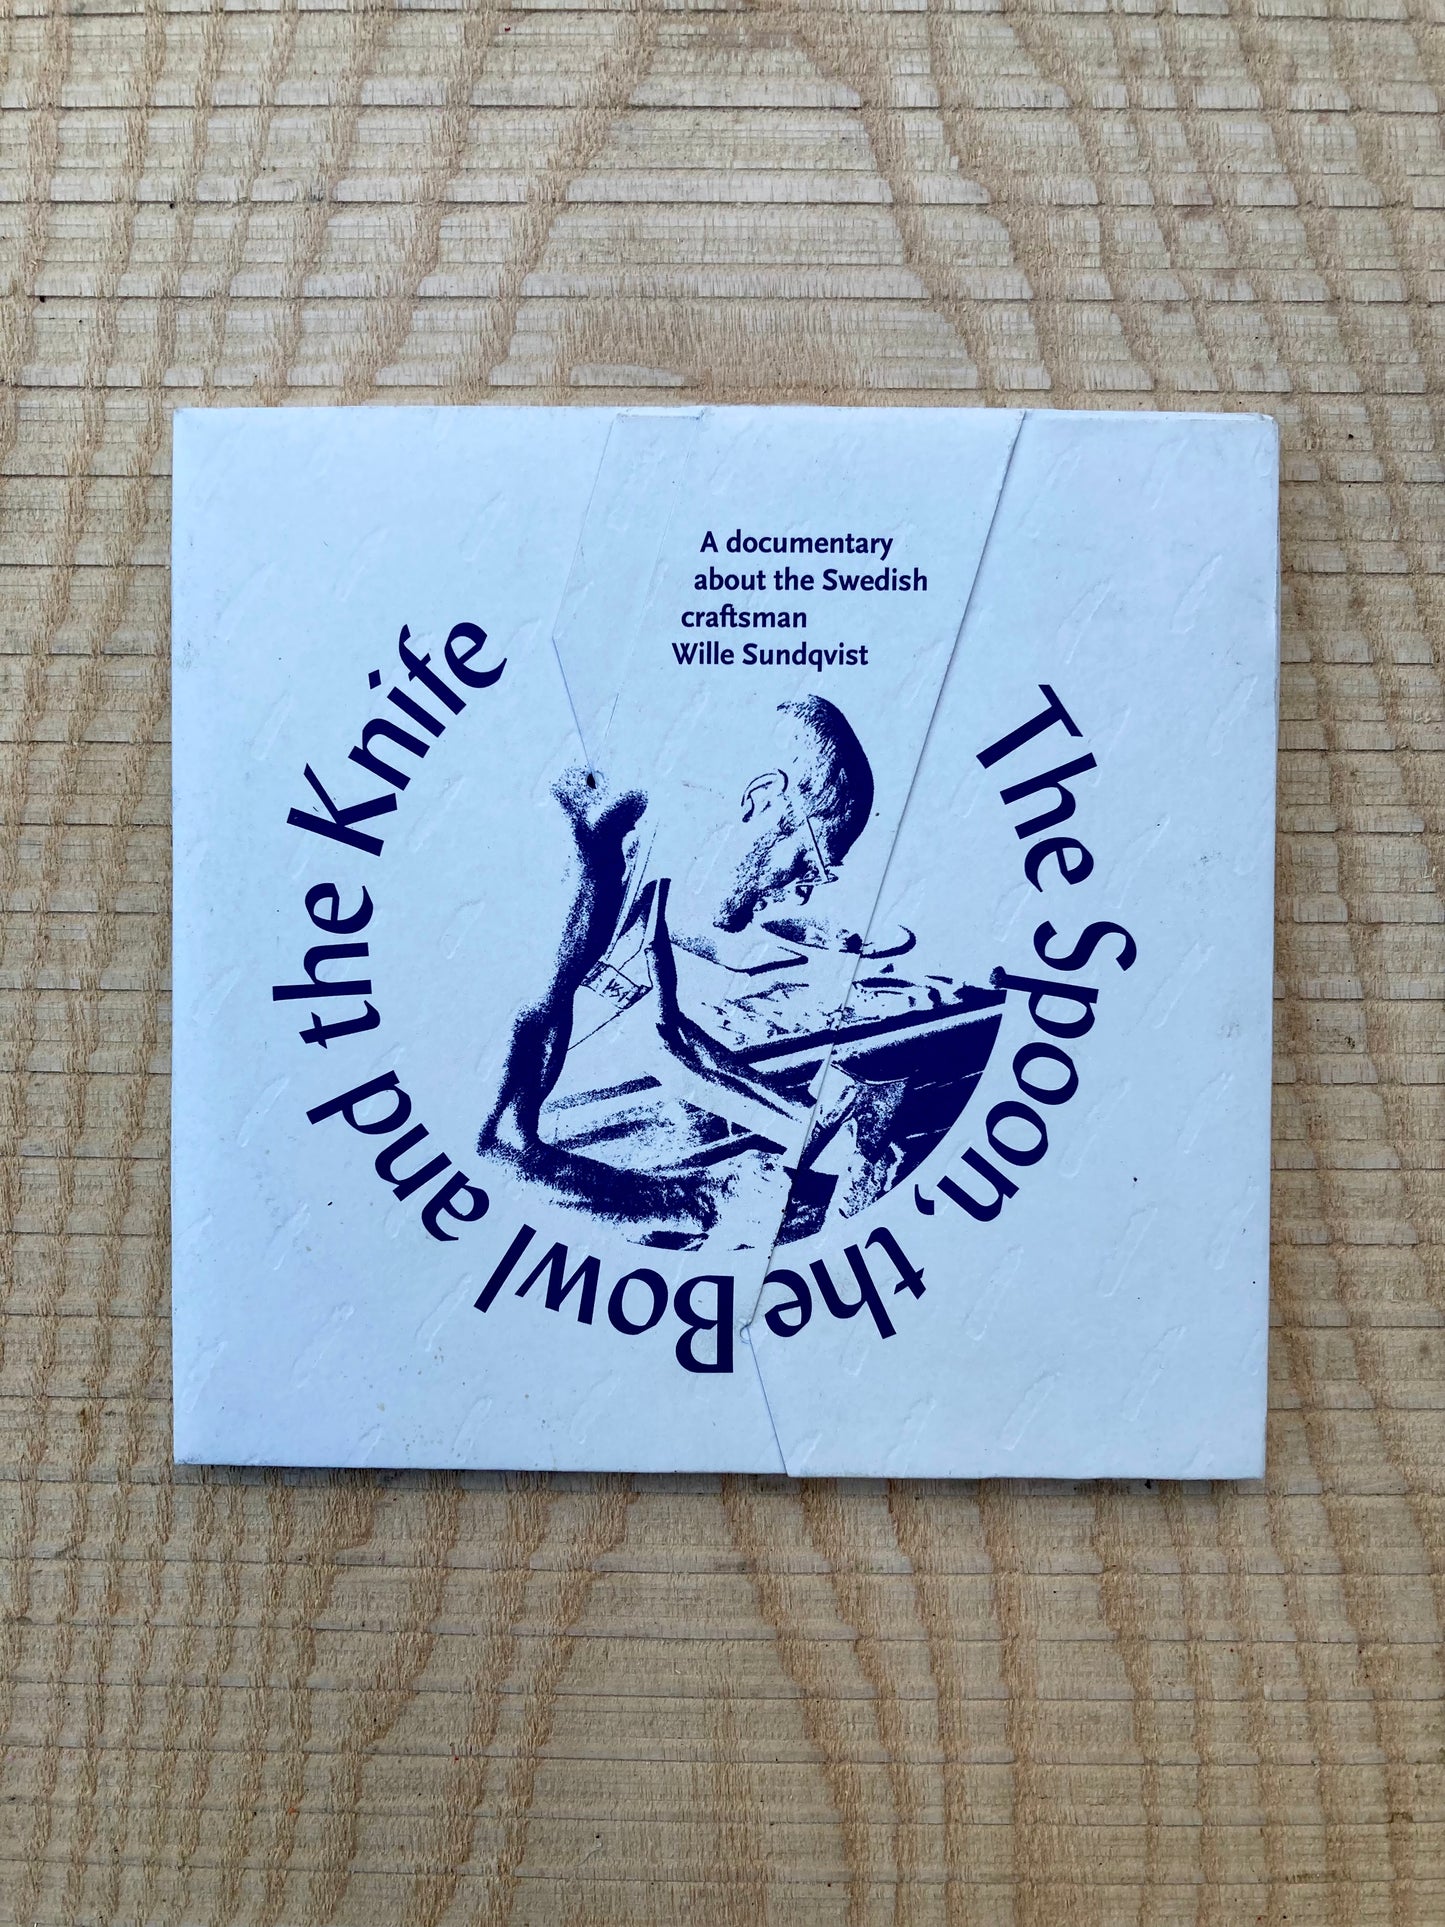 A documentary
about the Swedish
craftsman
Wille Sundqvist
The Spoon, the Bowl and the Knife